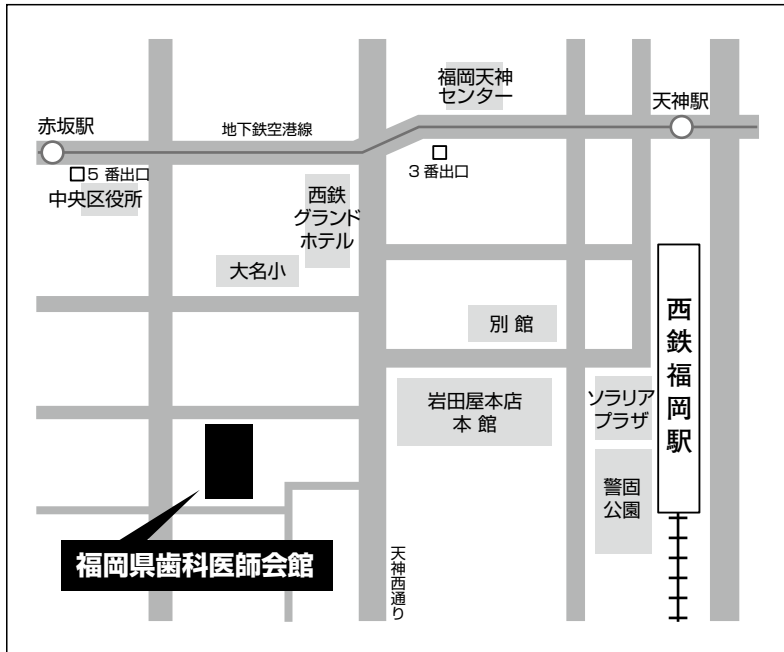 福岡天神
センター
天神駅
赤坂駅
地下鉄空港線
5 番出口
3 番出口
中央区役所
西鉄
グランド
ホテル
大名小
別 館
西鉄福岡駅
岩田屋本店
本 館
ソラリア
プラザ
警固
公園
福岡県歯科医師会館
天神西通り